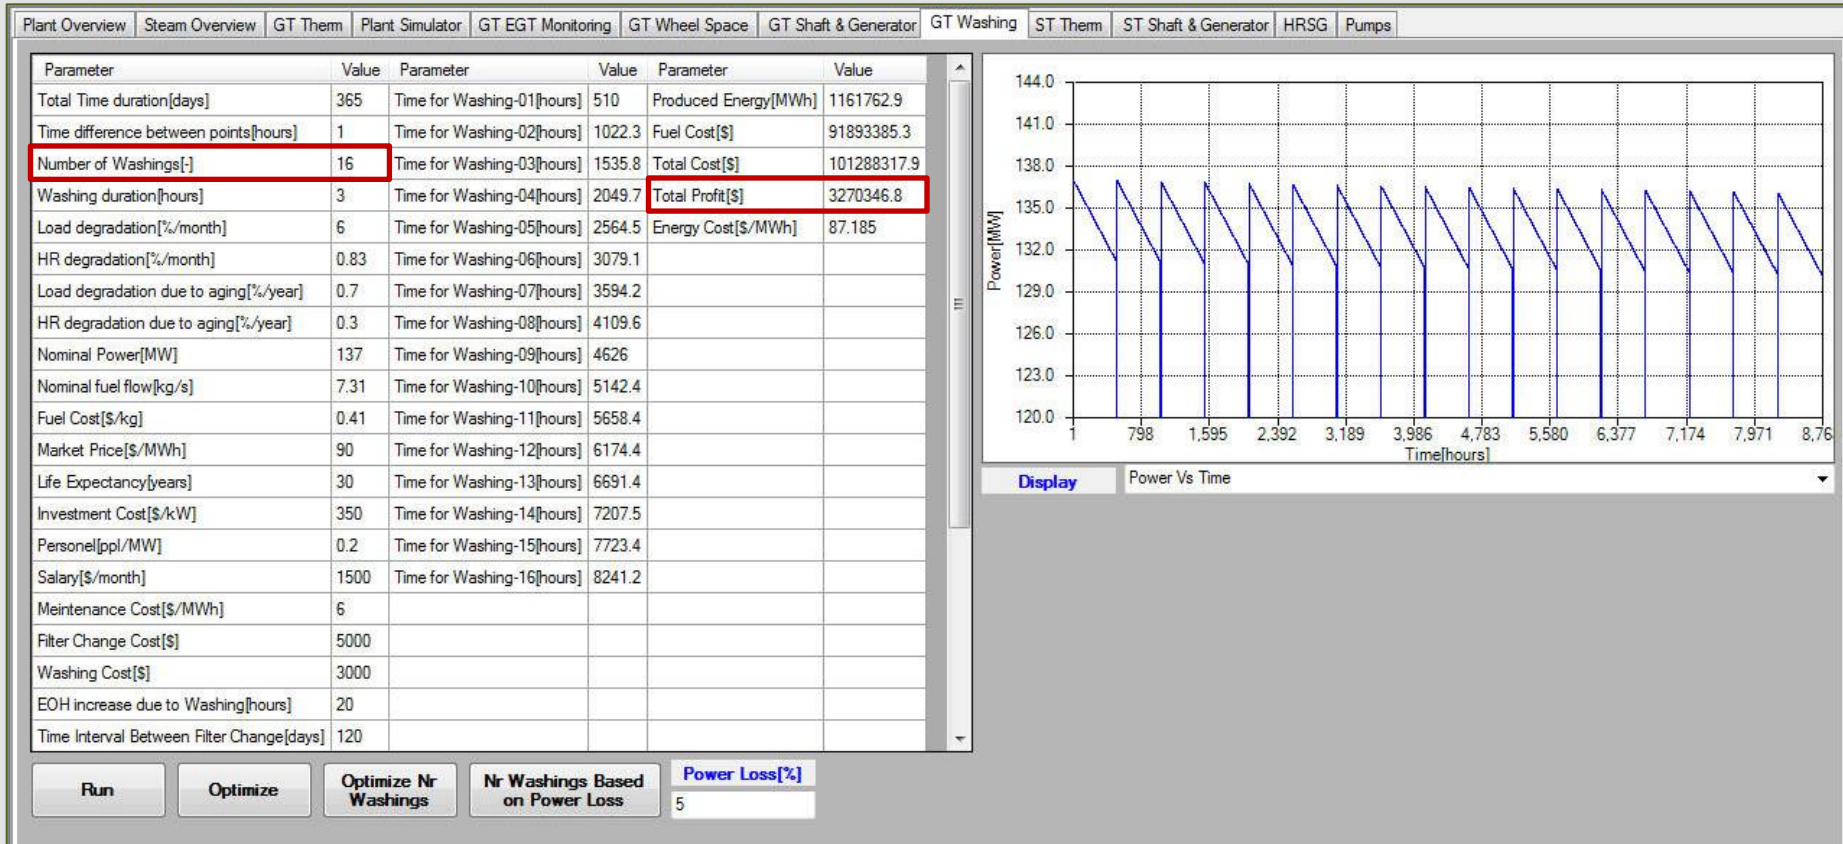 Plant Overview Steam Overview GT Therm Plant Simulator GT EGT Monitoring GT Wheel Space GT Shaft & Generator GT Washing ST Therm ST Shaft & Generator HRSG Pumps
Parameter Value Parameter Value Parameter Value
Total Time duration[days] 365 Time for Washing-01[hours] 510 Produced Energy[MWh] 1161762.9
Time difference between points[hours] 1 Time for Washing-02[hours] 1022.3 Fuel Cost[$] 91893385.3
Number of Washings[-] 16 Time for Washing-03[hours] 1535.8 Total Cost[$] 101288317.9
Washing duration[hours] 3 Time for Washing-04[hours] 2049.7 Total Profit[$] 3270346.8
Load degradation[%/month] 6 Time for Washing-05[hours] 2564.5 Energy Cost[$/MWh] 87.185
HR degradation[%/month] 0.83 Time for Washing-06[hours] 3079.1
Load degradation due to aging[%/year] 0.7 Time for Washing-07[hours] 3594.2
HR degradation due to aging[%/year] 0.3 Time for Washing-08[hours] 4109.6
Nominal Power[MW] 137 Time for Washing-09[hours] 4626
Nominal fuel flow[kg/s] 7.31 Time for Washing-10[hours] 5142.4
Fuel Cost[$/kg] 0.41 Time for Washing-11[hours] 5658.4
Market Price[$/MWh] 90 Time for Washing-12[hours] 6174.4
Life Expectancy[years] 30 Time for Washing-13[hours] 6691.4
Investment Cost[$/kW] 350 Time for Washing-14[hours] 7207.5
Personel[ppl/MW] 0.2 Time for Washing-15[hours] 7723.4
Salary[$/month] 1500 Time for Washing-16[hours] 8241.2
Meintenance Cost[$/MWh] 6
Filter Change Cost[$] 5000
Washing Cost[$] 3000
EOH increase due to Washing[hours] 20
Time Interval Between Filter Change[days] 120
Run Optimize Optimize Nr Washings Nr Washings Based on Power Loss
Power Loss[%]
5
144.0
141.0
138.0
135.0
132.0
129.0
126.0
123.0
120.0
Power[MW]
1 798 1,595 2,392 3,189 3,986 4,783 5,580 6,377 7,174 7,971 8,76
Time[hours]
Display Power Vs Time